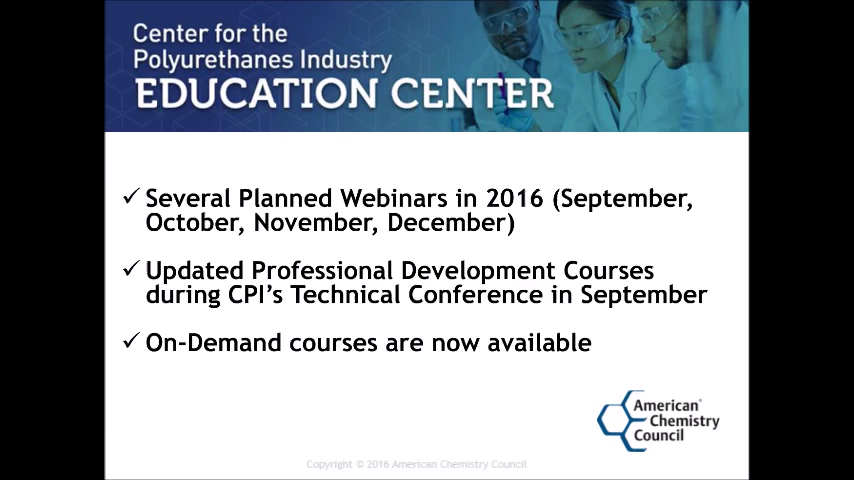 Center for the
Polyurethanes Industry
EDUCATION CENTER
✓ Several Planned Webinars in 2016 (September,
October, November, December)
✓ Updated Professional Development Courses
during CPI’s Technical Conference in September
✓ On-Demand courses are now available
American®
Chemistry
Council
Copyright © 2016 American Chemistry Council